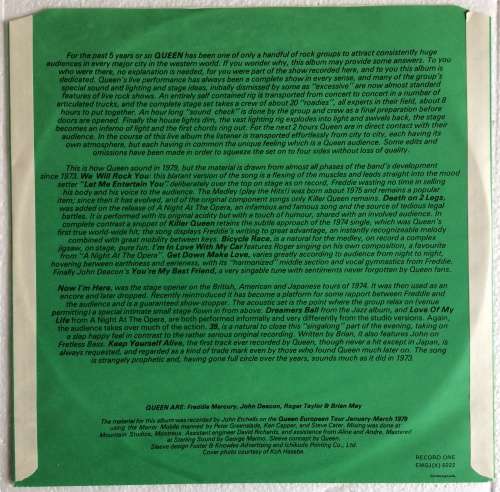 For the past 5 years or so QUEEN has been one of only a handful of rock groups to attract consistently huge
audiences in every major city in the western world. If you wonder why, this album may provide some answers. To you
who were there, no explanation is needed, for you were part of the show recorded here, and to you this album is
dedicated. Queen's live performance has always been a complete show in every sense, and many of the group's
special sound and lighting and stage ideas, initially dismissed by some as "excessive" are now almost standard
features of live rock shows. An entirely self contained rig is transported from concert to concert in a number of
articulated trucks, and the complete stage set takes a crew of about 20 "roadies", all experts in their field, about 8
hours to put together. An hour long "sound check" is done by the group and crew as a final preparation before
doors are opened. Finally the house lights dim, the vast lighting rig explodes into light and swivels back, the stage
becomes an inferno of light and the first chords ring out. For the next 2 hours Queen are in direct contact with the
audience. In the course of this live album the listener is transported effortlessly from city to city, each having its
own atmosphere, but each having in common the unique feeling which is a Queen audience. Some edits and
omissions have been made in order to squeeze the set on to four sides without loss of quality.
This is how Queen sound in 1979, but the material is drawn from almost all phases of the band's development
since 1973. We Will Rock You: this blatant version of the song is a flexing of muscles and leads straight into the mood
setter "Let Me Entertain You" deliberately over the top on stage as on record, Freddie wasting no time in selling
his body and his voice to the audience. The Medley (slay the Hits!) was born about 1975 and remains a popular
item; since then it has evolved, and of the original component songs only Killer Queen remains. Death on 2 Legs,
was added on the release of A Night At The Opera, an infamous and famous song and the source of tedious legal
battles. It is performed with its original acidity but with a touch of humour, shared with an involved audience. In
complete contrast a snippet of Killer Queen retains the subtle approach of the 1974 single, which was Queen's
first true world-wide hit; the song displays Freddie's writing to great advantage, an instantly recognizeable melody
combined with great mobility between keys. Bicycle Race, is a natural for the medley, on record a complex
jigsaw, on stage, pure fun. I'm In Love With My Car features Roger singing on his own composition, a favourite
from "A Night At The Opera". Get Down Make Love, varies greatly according to audience from night to night,
hovering between earthiness and eeriness, with its "harmonized" middle section and vocal gymnastics from Freddie.
Finally John Deacon's You're My Best Friend, a very singable tune with sentiments never forgotten by Queen fans.
Now I'm Here, was the stage opener on the British, American and Japanese tours of 1974. It was then used as an
encore and later dropped. Recently reintroduced it has become a platform for some rapport between Freddie and
the audience and is a guaranteed show-stopper. The acoustic set is the point where the group relax on (venue
permitting) a special intimate small stage flown in from above. Dreamers Ball from the Jazz album, and Love Of My
Life from A Night At The Opera, are both performed informally and very differently from the studio versions. Again,
the audience takes over much of the action. 39, is a natural to close this "singalong" part of the evening, taking on
a slap happy feel in contrast to the rather serious original recording. Written by Brian, it also features John on
Fretless Bass. Keep Yourself Alive, the first track ever recorded by Queen, though never a hit except in Japan, is
always requested, and regarded as a kind of trade mark even by those who found Queen much later on. The song
is strangely prophetic and, having gone full circle over the years, sounds much as it did in 1973.
QUEEN ARE: Freddie Mercury, John Deacon, Roger Taylor & Brian May
The material for this album was recorded by John Etchells on the Queen European Tour January-March 1979
using the Manor Mobile manned by Peter Greenslade, Ken Capper, and Steve Cater. Mixing was done at
Mountain Studios, Montreux. Assistant engineer David Richards, and assistance from Aline and Andre. Mastered
at Sterling Sound by George Marino. Sleeve concept by Queen.
Sleeve design Foster & Knowles Advertising and Ichikudo Printing Co., Ltd.
Cover photo courtesy of Koh Hasebe.
RECORD ONE
EMG(K) 5022